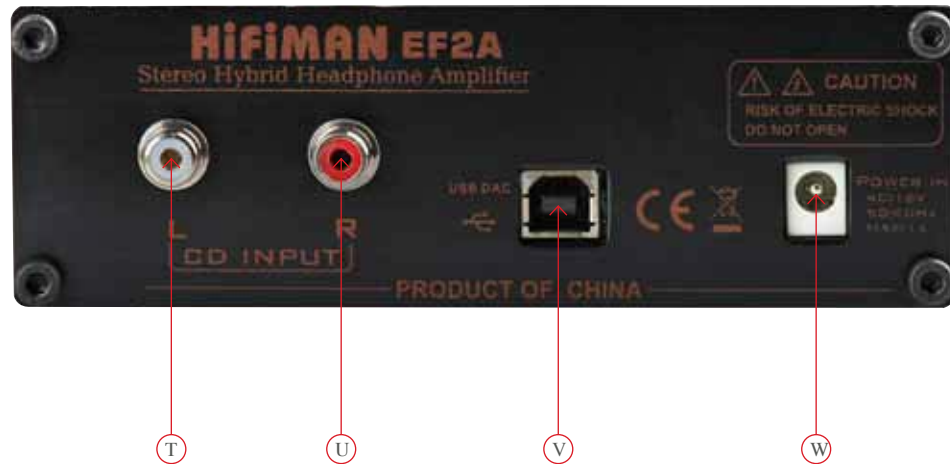 HiFiMAN EF2A
Stereo Hybrid Headphone Amplifier
CAUTION
RISK OF ELECTRIC SHOCK
DO NOT OPEN
USB DAC
POWER IN
L R
CD INPUT
CE
PRODUCT OF CHINA
T U V W